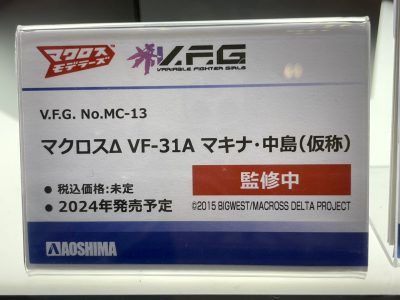 マクロス
モデラーズ
V.F.G
VARIABLE FIGHTER GIRLS
V.F.G. No.MC-13
マクロスΔ VF-31A マキナ・中島(仮称)
● 税込価格:未定
● 2024年発売予定
監修中
©2015 BIGWEST/MACROSS DELTA PROJECT
AOSHIMA